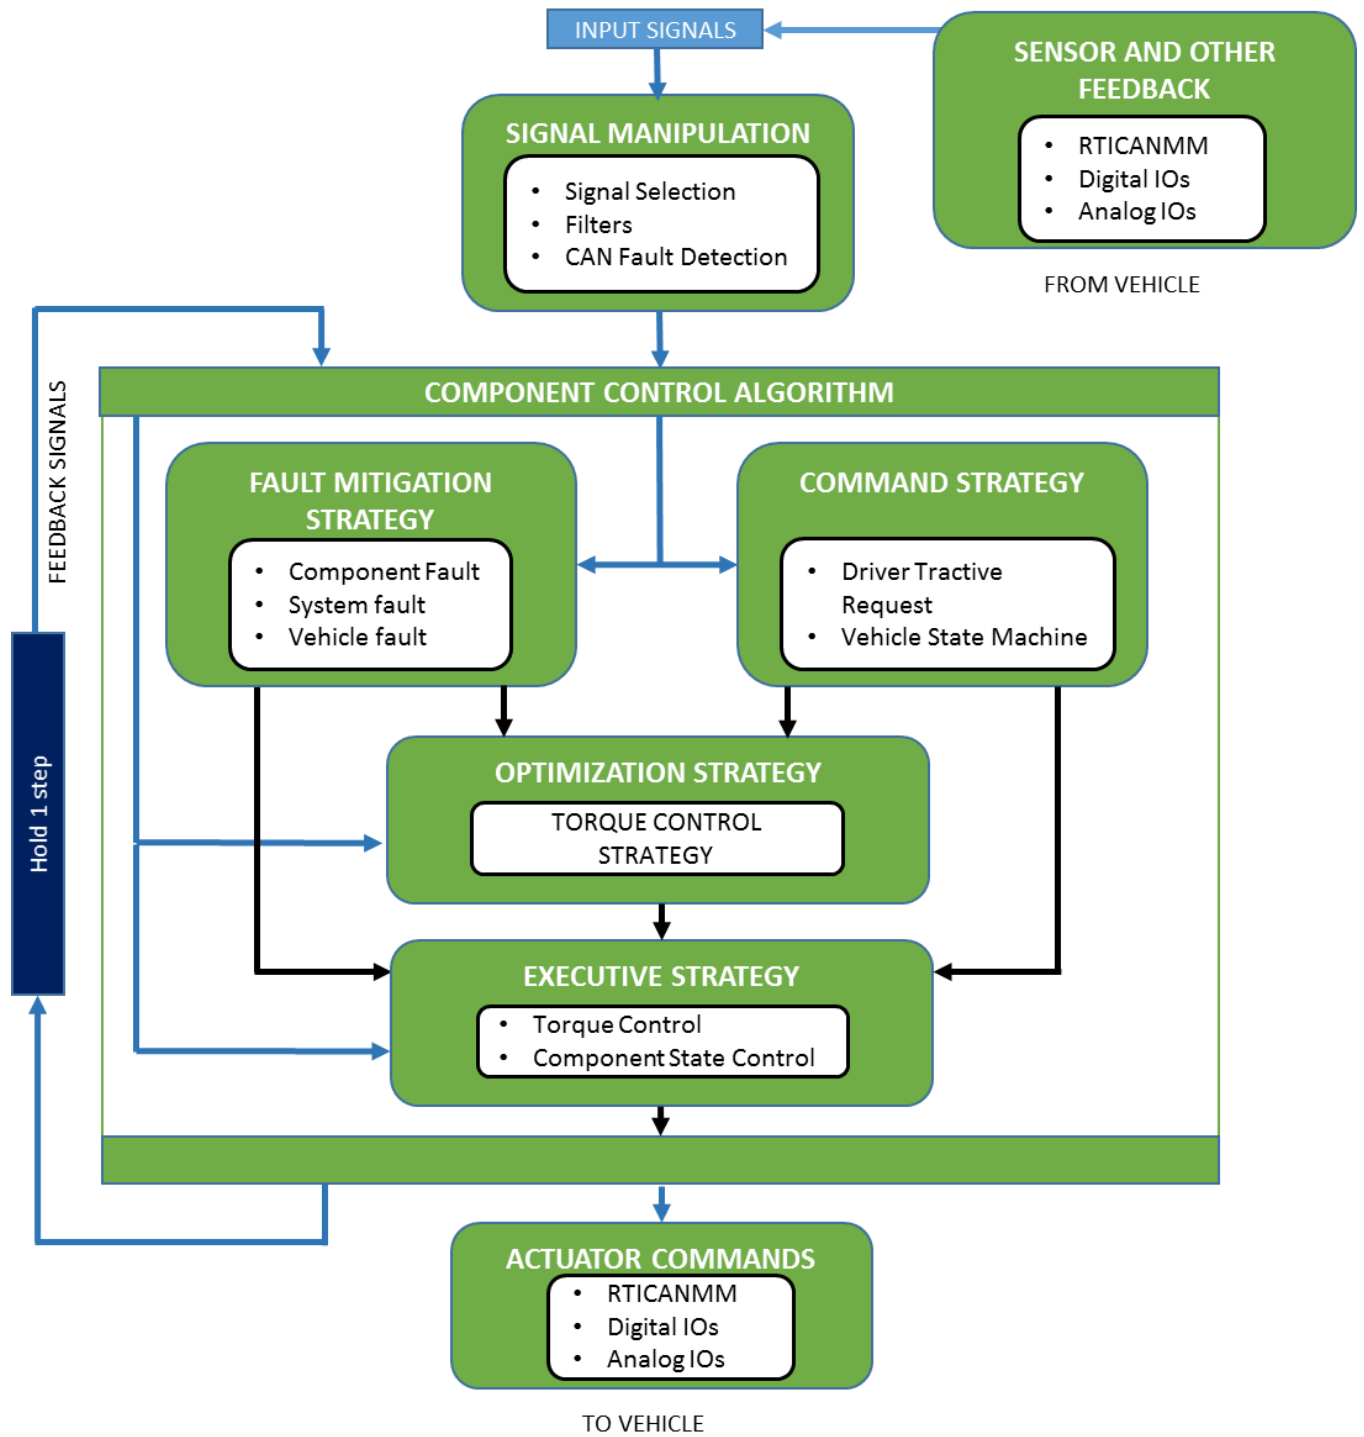 INPUT SIGNALS
SENSOR AND OTHER
FEEDBACK
• RTICANMM
• Digital IOs
• Analog IOs
FROM VEHICLE
SIGNAL MANIPULATION
• Signal Selection
• Filters
• CAN Fault Detection
FEEDBACK SIGNALS
Hold 1 step
COMPONENT CONTROL ALGORITHM
FAULT MITIGATION
STRATEGY
• Component Fault
• System fault
• Vehicle fault
COMMAND STRATEGY
• Driver Tractive
Request
• Vehicle State Machine
OPTIMIZATION STRATEGY
TORQUE CONTROL
STRATEGY
EXECUTIVE STRATEGY
• Torque Control
• Component State Control
ACTUATOR COMMANDS
• RTICANMM
• Digital IOs
• Analog IOs
TO VEHICLE